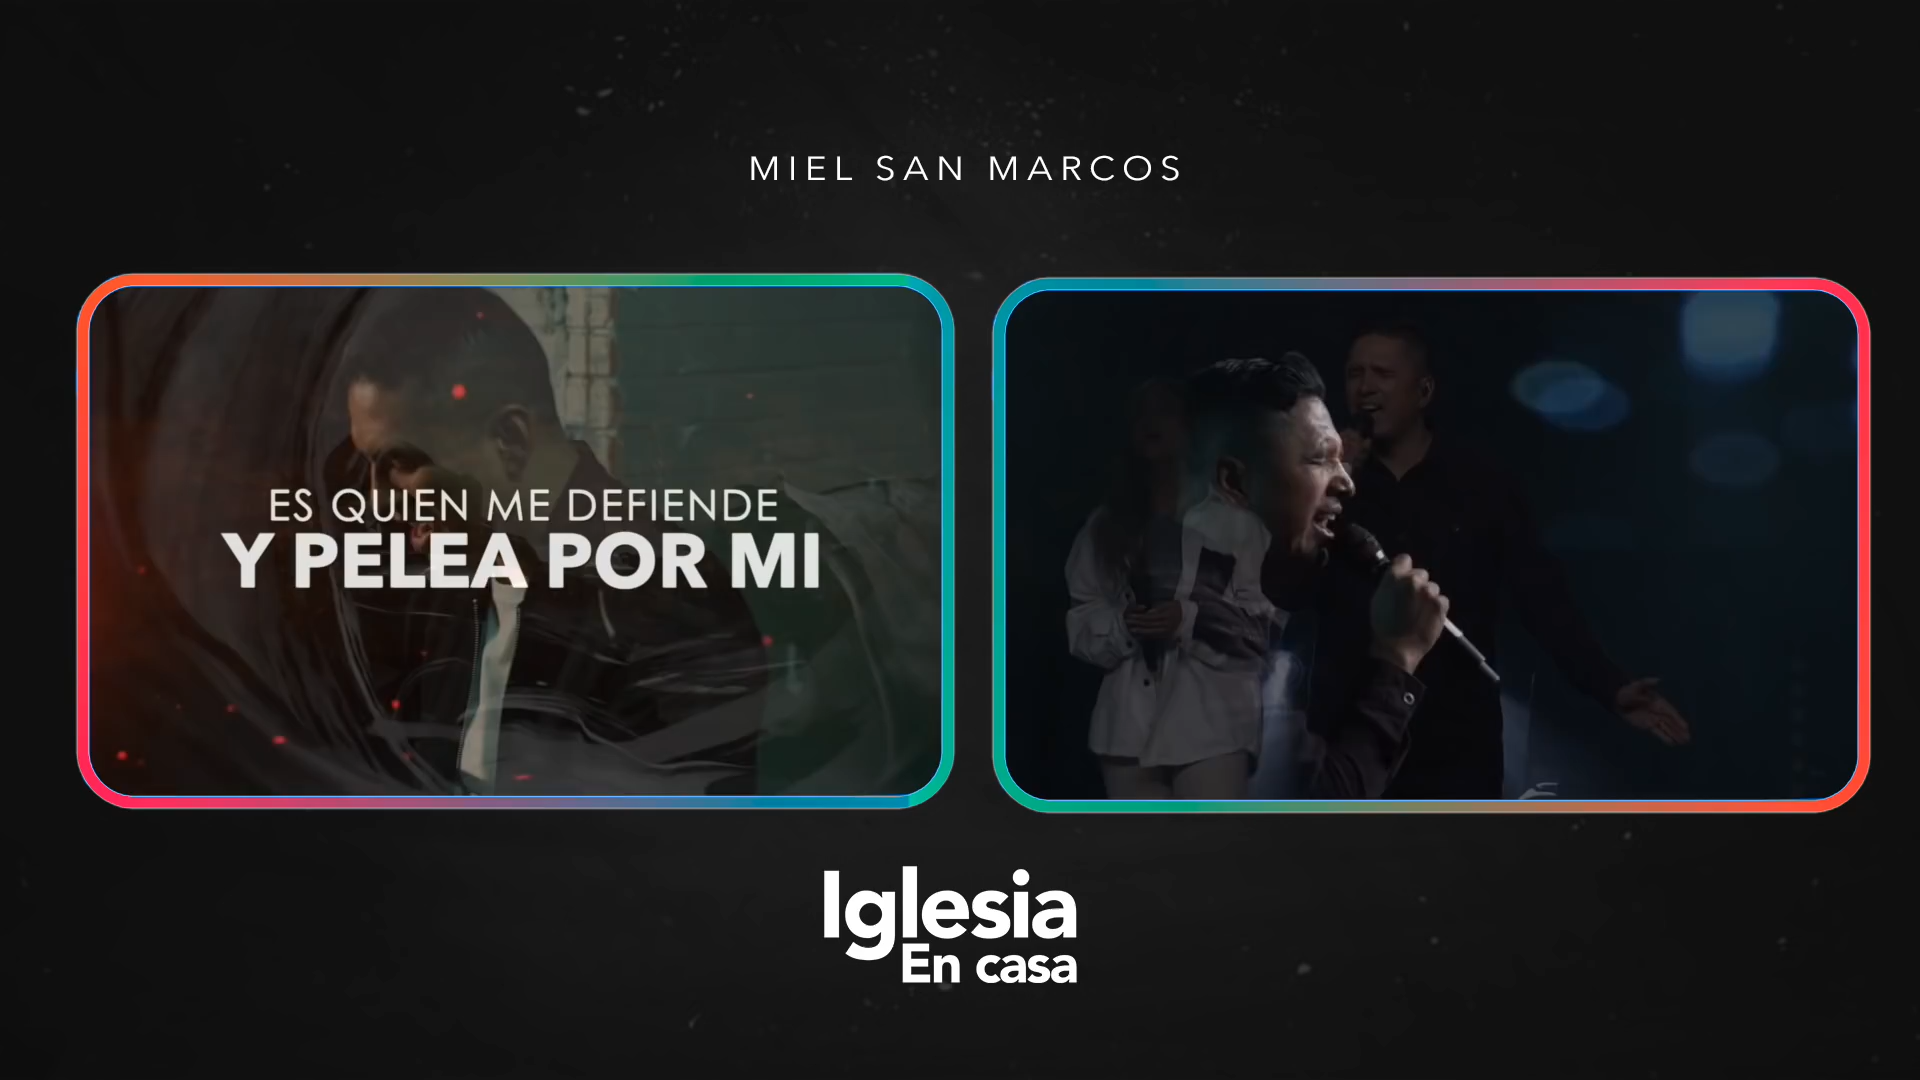 MIEL SAN MARCOS
ES QUIEN ME DEFIENDE
Y PELEA POR MI
Iglesia
En casa